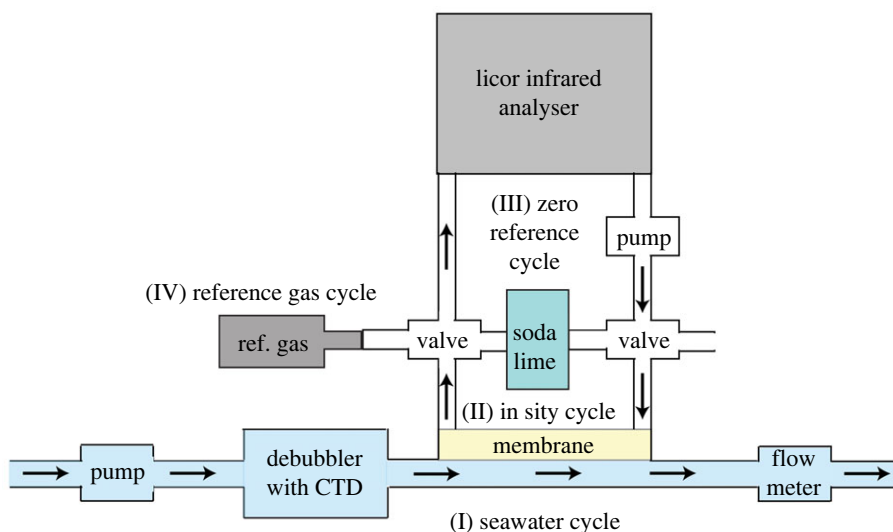 licor infrared
analyser
(III) zero
reference
cycle
pump
(IV) reference gas cycle
ref. gas
valve
soda
lime
valve
(II) in sity cycle
membrane
pump
debubbler
with CTD
flow
meter
(I) seawater cycle